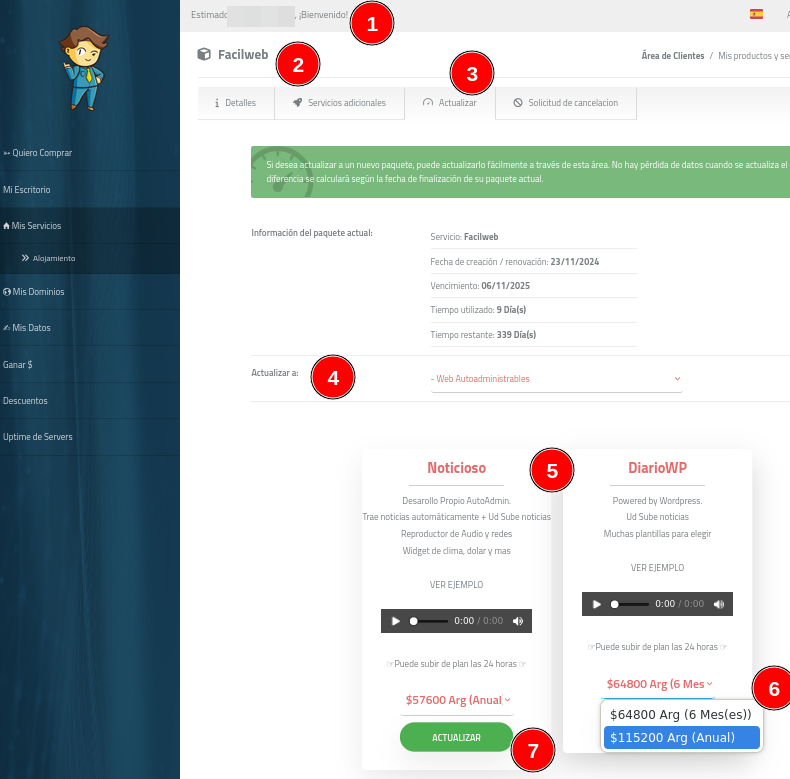 Estimado , ¡Bienvenido!
1
Facilweb
2
3
Área de Clientes / Mis productos y se
Detalles
Servicios adicionales
Actualizar
Solicitud de cancelacion
Quiero Comprar
Mi Escritorio
Mis Servicios
Alojamiento
Mis Dominios
Mis Datos
Ganar $
Descuentos
Uptime de Servers
Si desea actualizar a un nuevo paquete, puede actualizarlo fácilmente a través de esta área. No hay pérdida de datos cuando se actualiza el
diferencia se calculará según la fecha de finalización de su paquete actual.
Información del paquete actual:
Servicio: Facilweb
Fecha de creación / renovación: 23/11/2024
Vencimiento: 06/11/2025
Tiempo utilizado: 9 Día(s)
Tiempo restante: 339 Día(s)
Actualizar a:
4
- Web Autoadministrables
Noticioso
Desarollo Propio AutoAdmin.
Trae noticias automáticamente + Ud Sube noticias
Reproductor de Audio y redes
Widget de clima, dolar y mas
VER EJEMPLO
0:00 / 0:00
☞Puede subir de plan las 24 horas ☞
$57600 Arg (Anual
ACTUALIZAR
7
5
DiarioWP
Powered by Wordpress.
Ud Sube noticias
Muchas plantillas para elegir
VER EJEMPLO
0:00 / 0:00
☞Puede subir de plan las 24 horas ☞
$64800 Arg (6 Mes
6
$64800 Arg (6 Mes(es))
$115200 Arg (Anual)